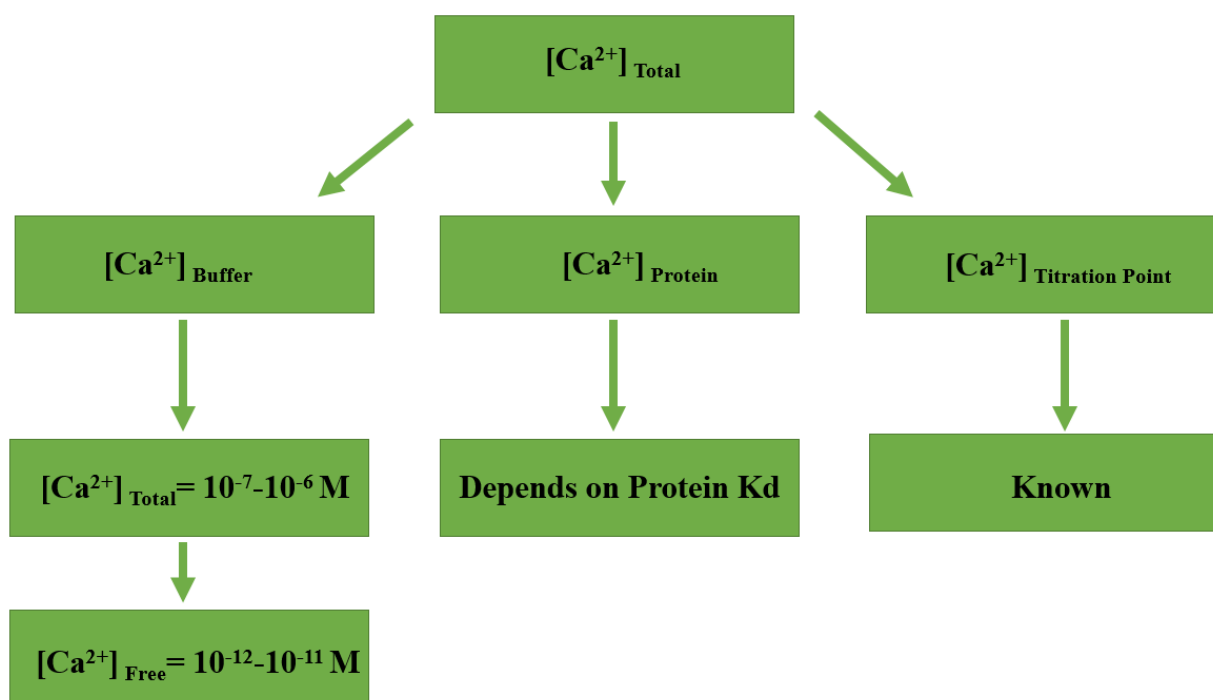 [Ca²⁺] Total
[Ca²⁺] Buffer
[Ca²⁺] Protein
[Ca²⁺] Titration Point
[Ca²⁺] Total= 10⁻⁷-10⁻⁶ M
Depends on Protein Kd
Known
[Ca²⁺] Free= 10⁻¹²-10⁻¹¹ M